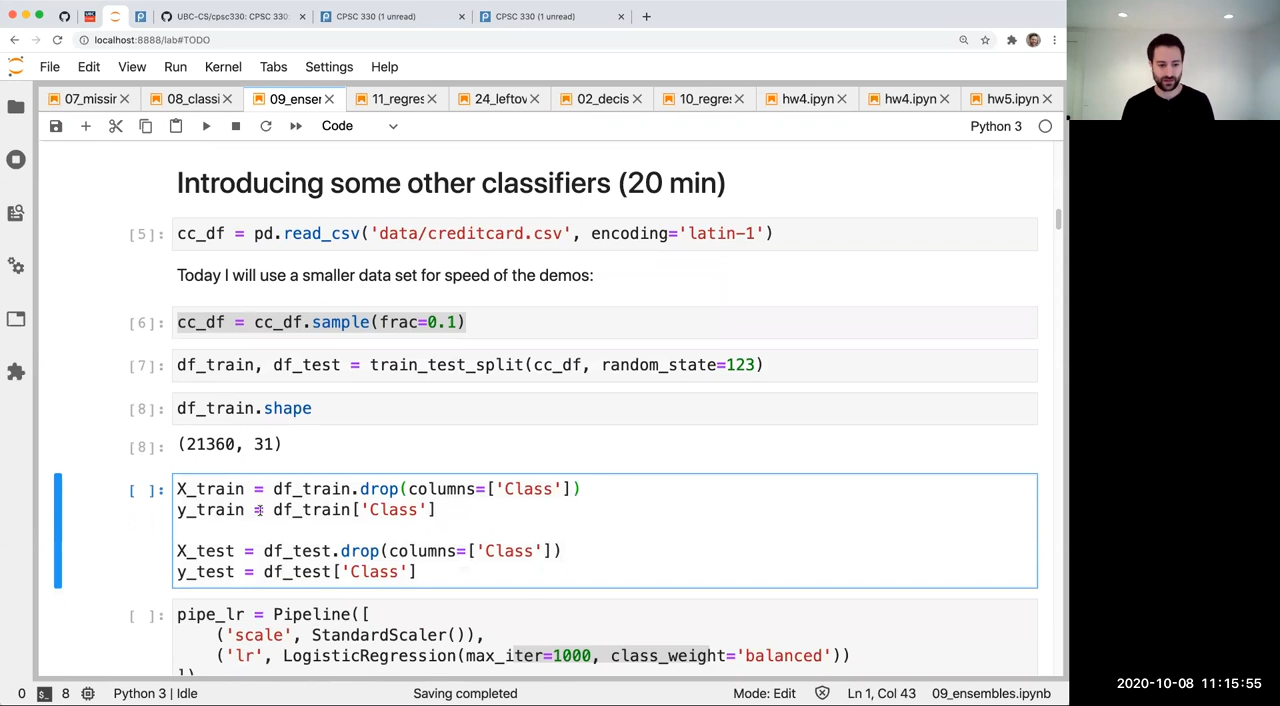 UBC-CS/cpsc330: CPSC 330:
CPSC 330 (1 unread)
CPSC 330 (1 unread)
localhost:8888/lab#TODO
File Edit View Run Kernel Tabs Settings Help
07_missin 08_classi 09_ensem 11_regres 24_leftov 02_decis 10_regre hw4.ipyn hw4.ipyn hw5.ipyn
Code
Python 3
Introducing some other classifiers (20 min)
[5]: cc_df = pd.read_csv('data/creditcard.csv', encoding='latin-1')
Today I will use a smaller data set for speed of the demos:
[6]: cc_df = cc_df.sample(frac=0.1)
[7]: df_train, df_test = train_test_split(cc_df, random_state=123)
[8]: df_train.shape
[8]: (21360, 31)
[ ]: X_train = df_train.drop(columns=['Class'])
y_train = df_train['Class']
X_test = df_test.drop(columns=['Class'])
y_test = df_test['Class']
[ ]: pipe_lr = Pipeline([
('scale', StandardScaler()),
('lr', LogisticRegression(max_iter=1000, class_weight='balanced'))
])
0 $_ 8 Python 3 | Idle Saving completed Mode: Edit Ln 1, Col 43 09_ensembles.ipynb
2020-10-08 11:15:55